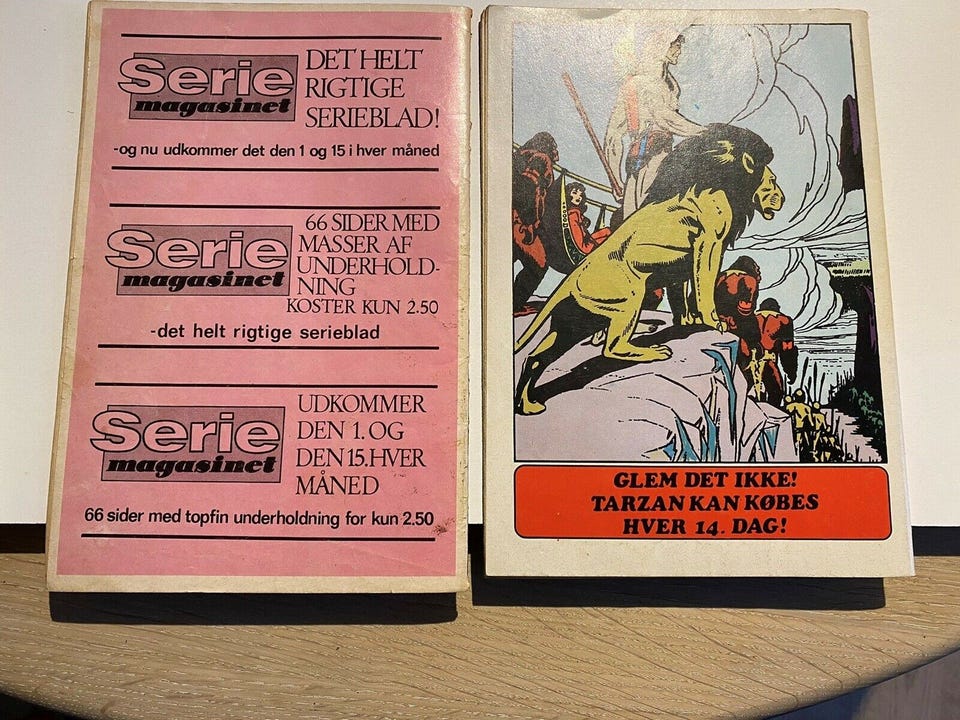 Serie
magasinet
DET HELT
RIGTIGE
SERIEBLAD!
-og nu udkommer det den 1 og 15 i hver måned
Serie
magasinet
66 SIDER MED
MASSER AF
UNDERHOLD-
NING
KOSTER KUN 2.50
-det helt rigtige serieblad
Serie
magasinet
UDKOMMER
DEN 1. OG
DEN 15. HVER
MÅNED
66 sider med topfin underholdning for kun 2.50
GLEM DET IKKE!
TARZAN KAN KØBES
HVER 14. DAG!